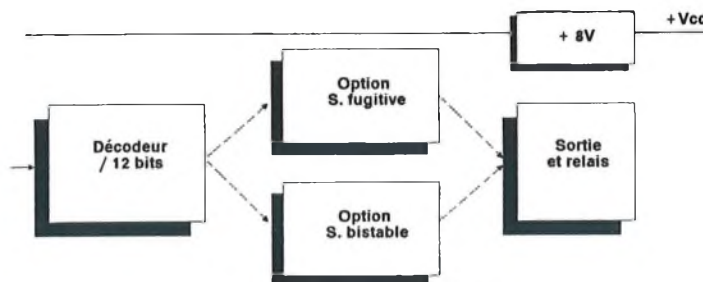 + 8V
+ Vcc
Option
S. fugitive
Décodeur
/ 12 bits
Sortie
et relais
Option
S. bistable